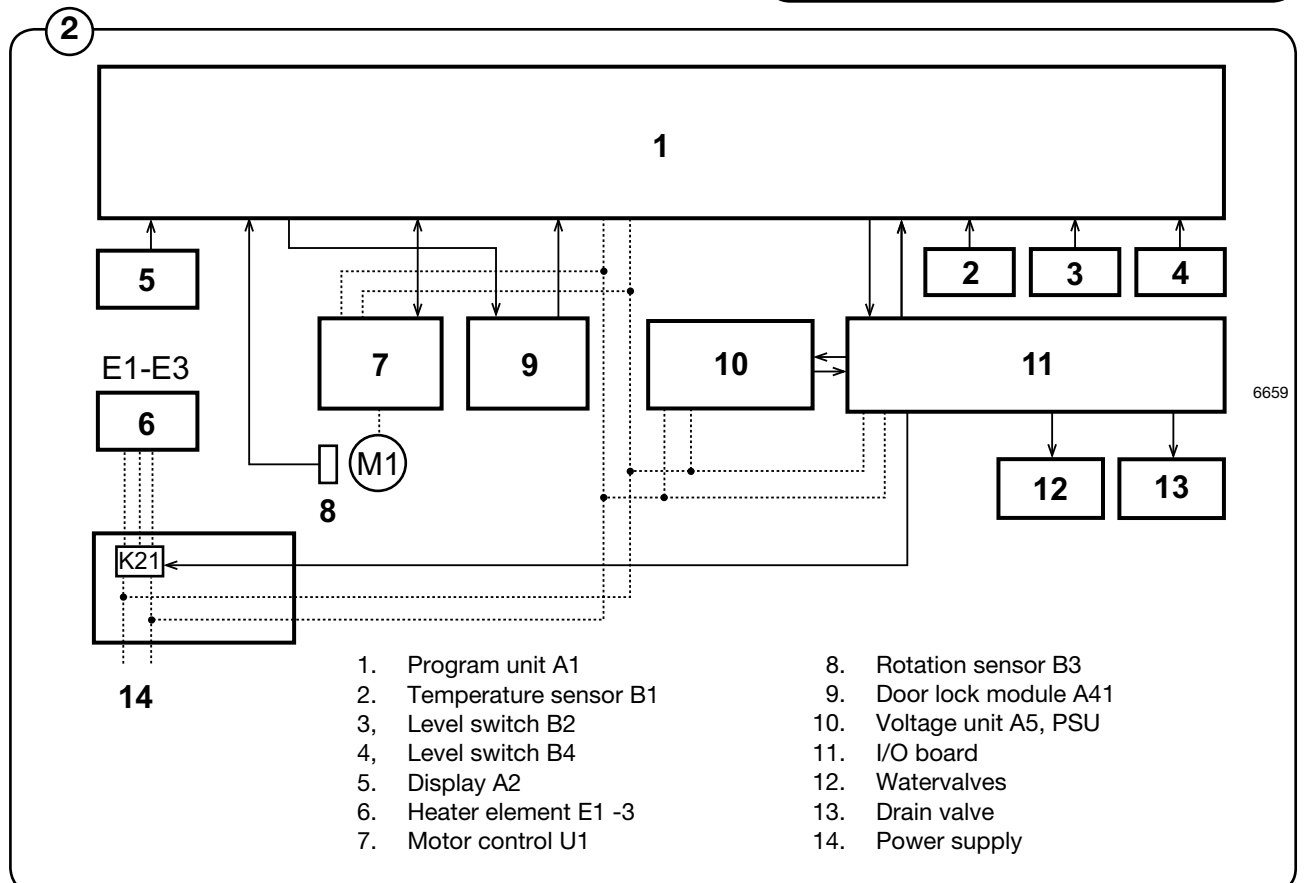 2
1
5
2
3
4
7
9
10
11
E1-E3
6
6659
M1
8
12
13
K21
14
1. Program unit A1
2. Temperature sensor B1
3, Level switch B2
4, Level switch B4
5. Display A2
6. Heater element E1 -3
7. Motor control U1
8. Rotation sensor B3
9. Door lock module A41
10. Voltage unit A5, PSU
11. I/O board
12. Watervalves
13. Drain valve
14. Power supply